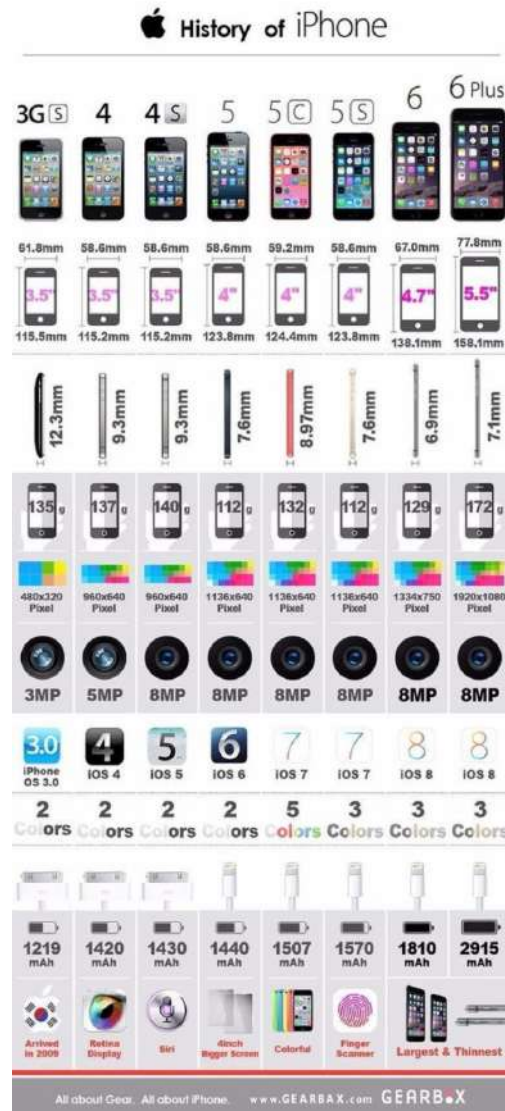 History of iPhone
3G S 4 4 S 5 5 C 5 S 6 6 Plus
61.8mm 58.6mm 58.6mm 58.6mm 59.2mm 58.6mm 67.0mm 77.8mm
3.5" 3.5" 3.5" 4" 4" 4" 4.7" 5.5"
115.5mm 115.2mm 115.2mm 123.8mm 124.4mm 123.8mm 138.1mm 158.1mm
12.3mm 9.3mm 9.3mm 7.6mm 8.97mm 7.6mm 6.9mm 7.1mm
135g 137g 140g 112g 132g 112g 129g 172g
480x320 960x640 960x640 1136x640 1136x640 1136x640 1334x750 1920x1080
Pixel Pixel Pixel Pixel Pixel Pixel Pixel Pixel
3MP 5MP 8MP 8MP 8MP 8MP 8MP 8MP
3.0 4 5 6 7 7 8 8
iPhone OS 3.0 iOS 4 iOS 5 iOS 6 iOS 7 iOS 7 iOS 8 iOS 8
2 2 2 2 5 3 3 3
Colors Colors Colors Colors Colors Colors Colors Colors
1219 1420 1430 1440 1507 1570 1810 2915
mAh mAh mAh mAh mAh mAh mAh mAh
Arrived Retina Siri 4inch Colorful Finger Largest & Thinnest
in 2009 Display Bigger Screen Scanner
All about Gear. All about iPhone. www.GEARBAX.com GEARBOX